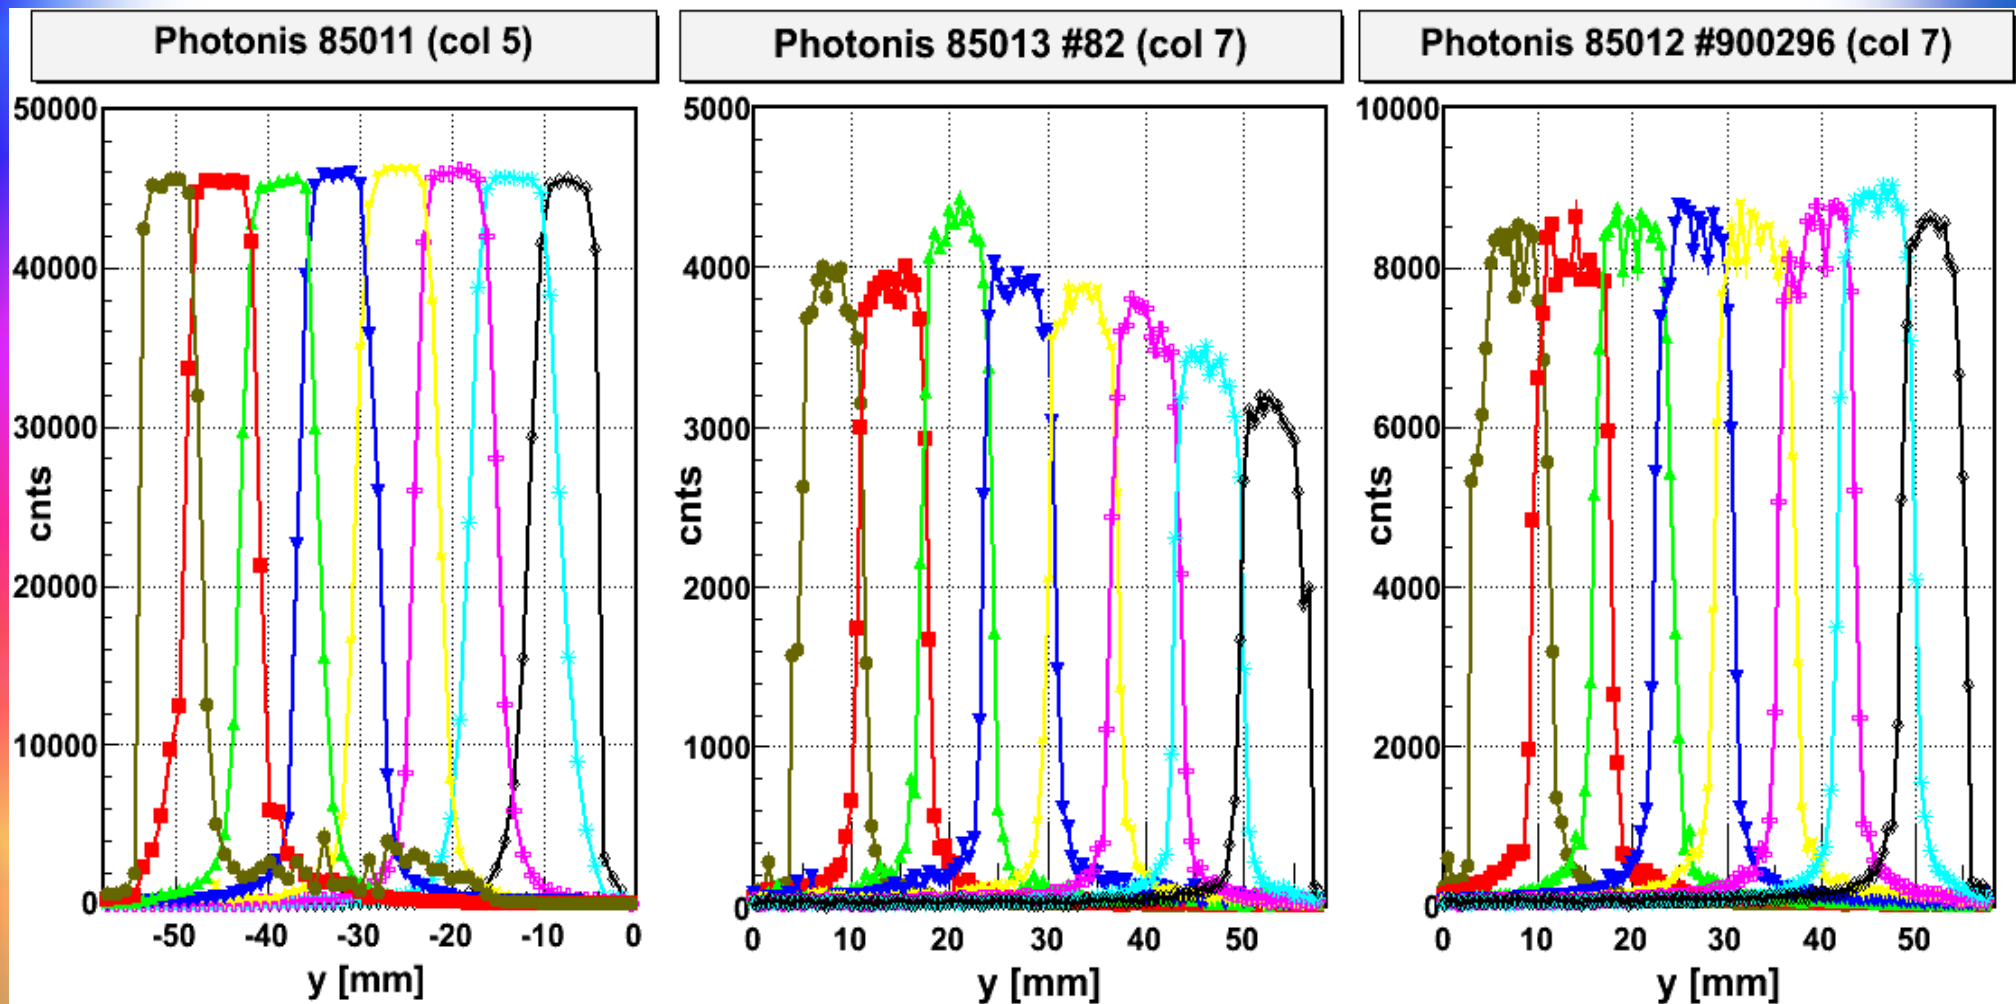 Photonis 85011 (col 5)
50000
40000
30000
20000
10000
0
cnts
-50 -40 -30 -20 -10 0
y [mm]
Photonis 85013 #82 (col 7)
5000
4000
3000
2000
1000
0
cnts
0 10 20 30 40 50
y [mm]
Photonis 85012 #900296 (col 7)
10000
8000
6000
4000
2000
0
cnts
0 10 20 30 40 50
y [mm]